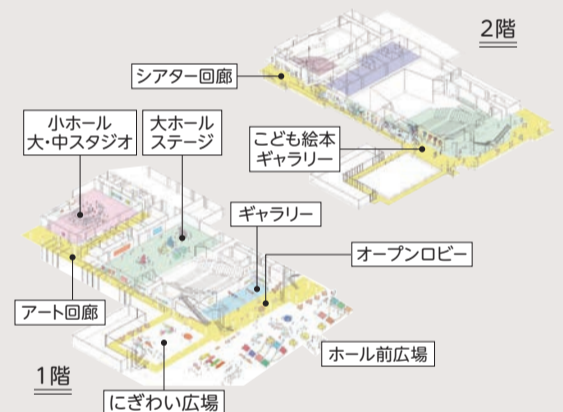 2階
シアター回廊
こども絵本
ギャラリー
小ホール
大・中スタジオ
大ホール
ステージ
ギャラリー
オープンロビー
アート回廊
ホール前広場
1階
にぎわい広場